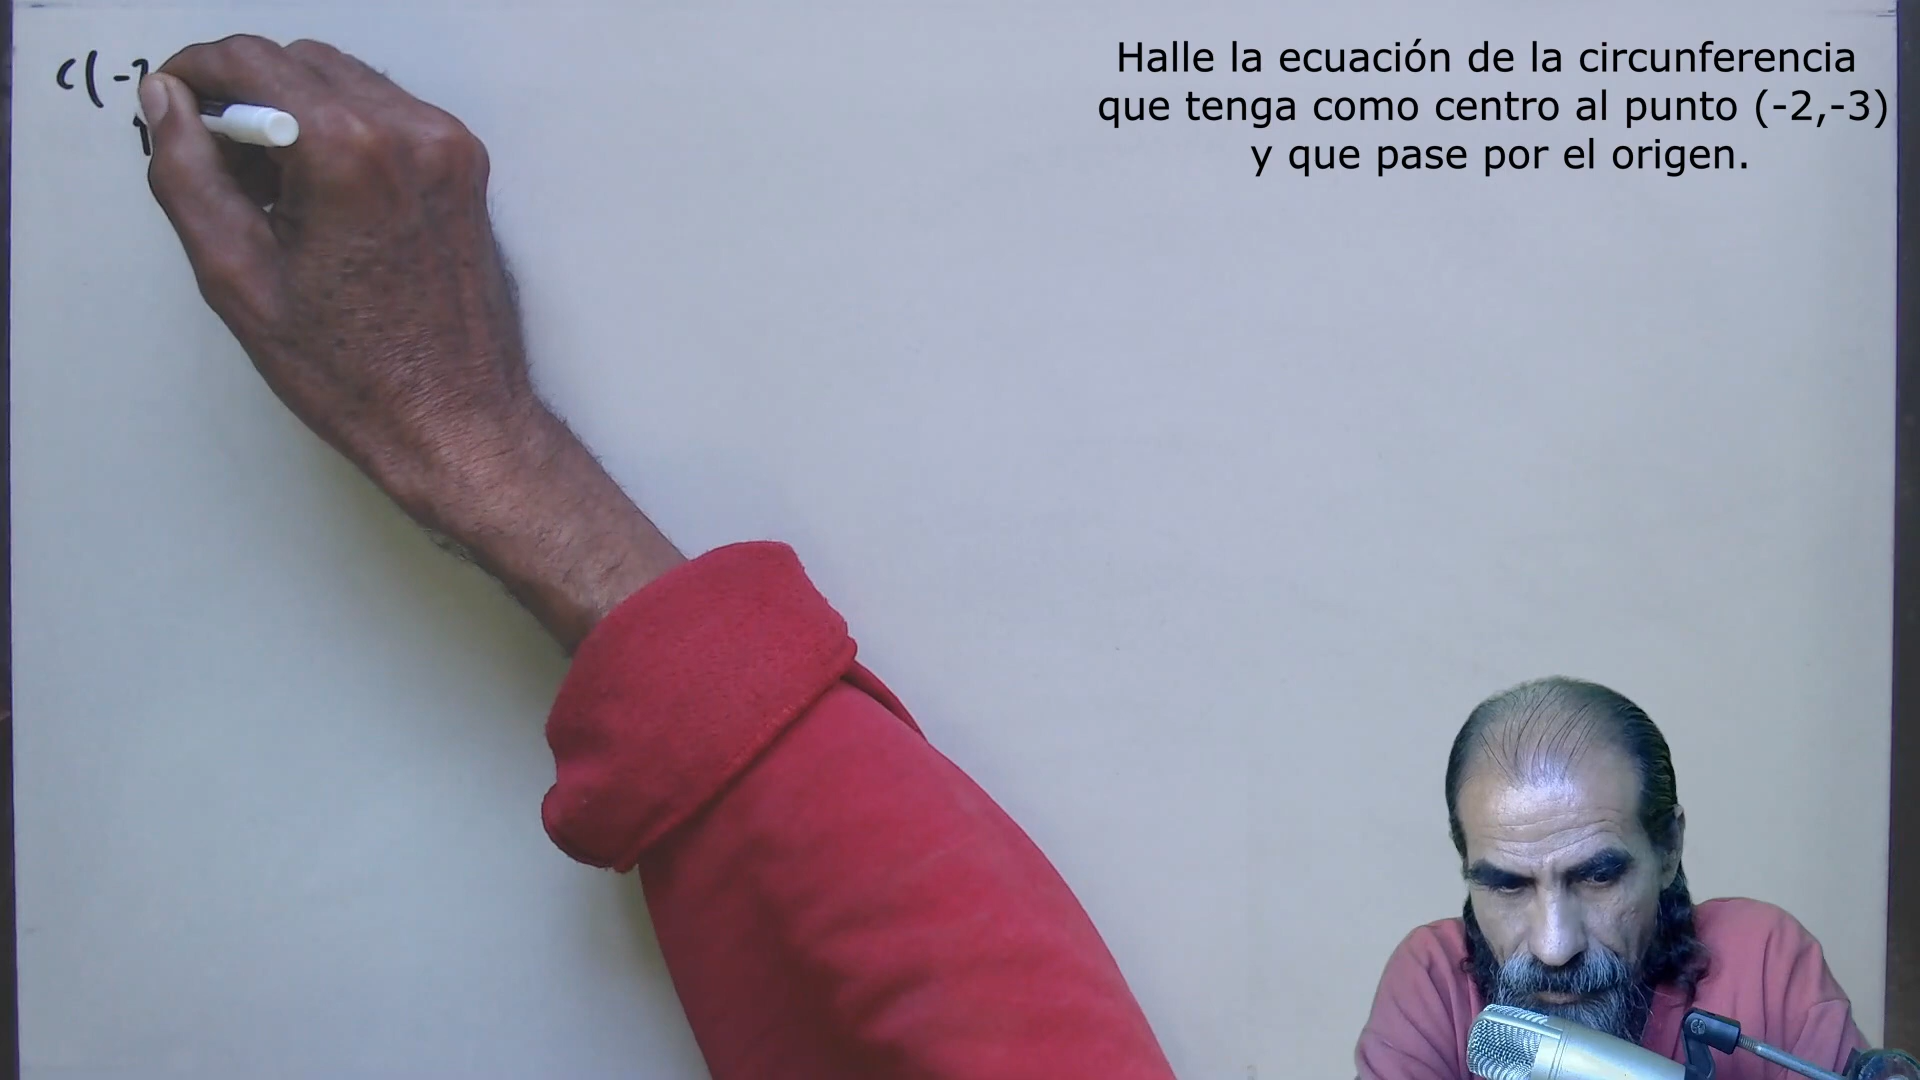 C(-2
Halle la ecuación de la circunferencia
que tenga como centro al punto (-2,-3)
y que pase por el origen.